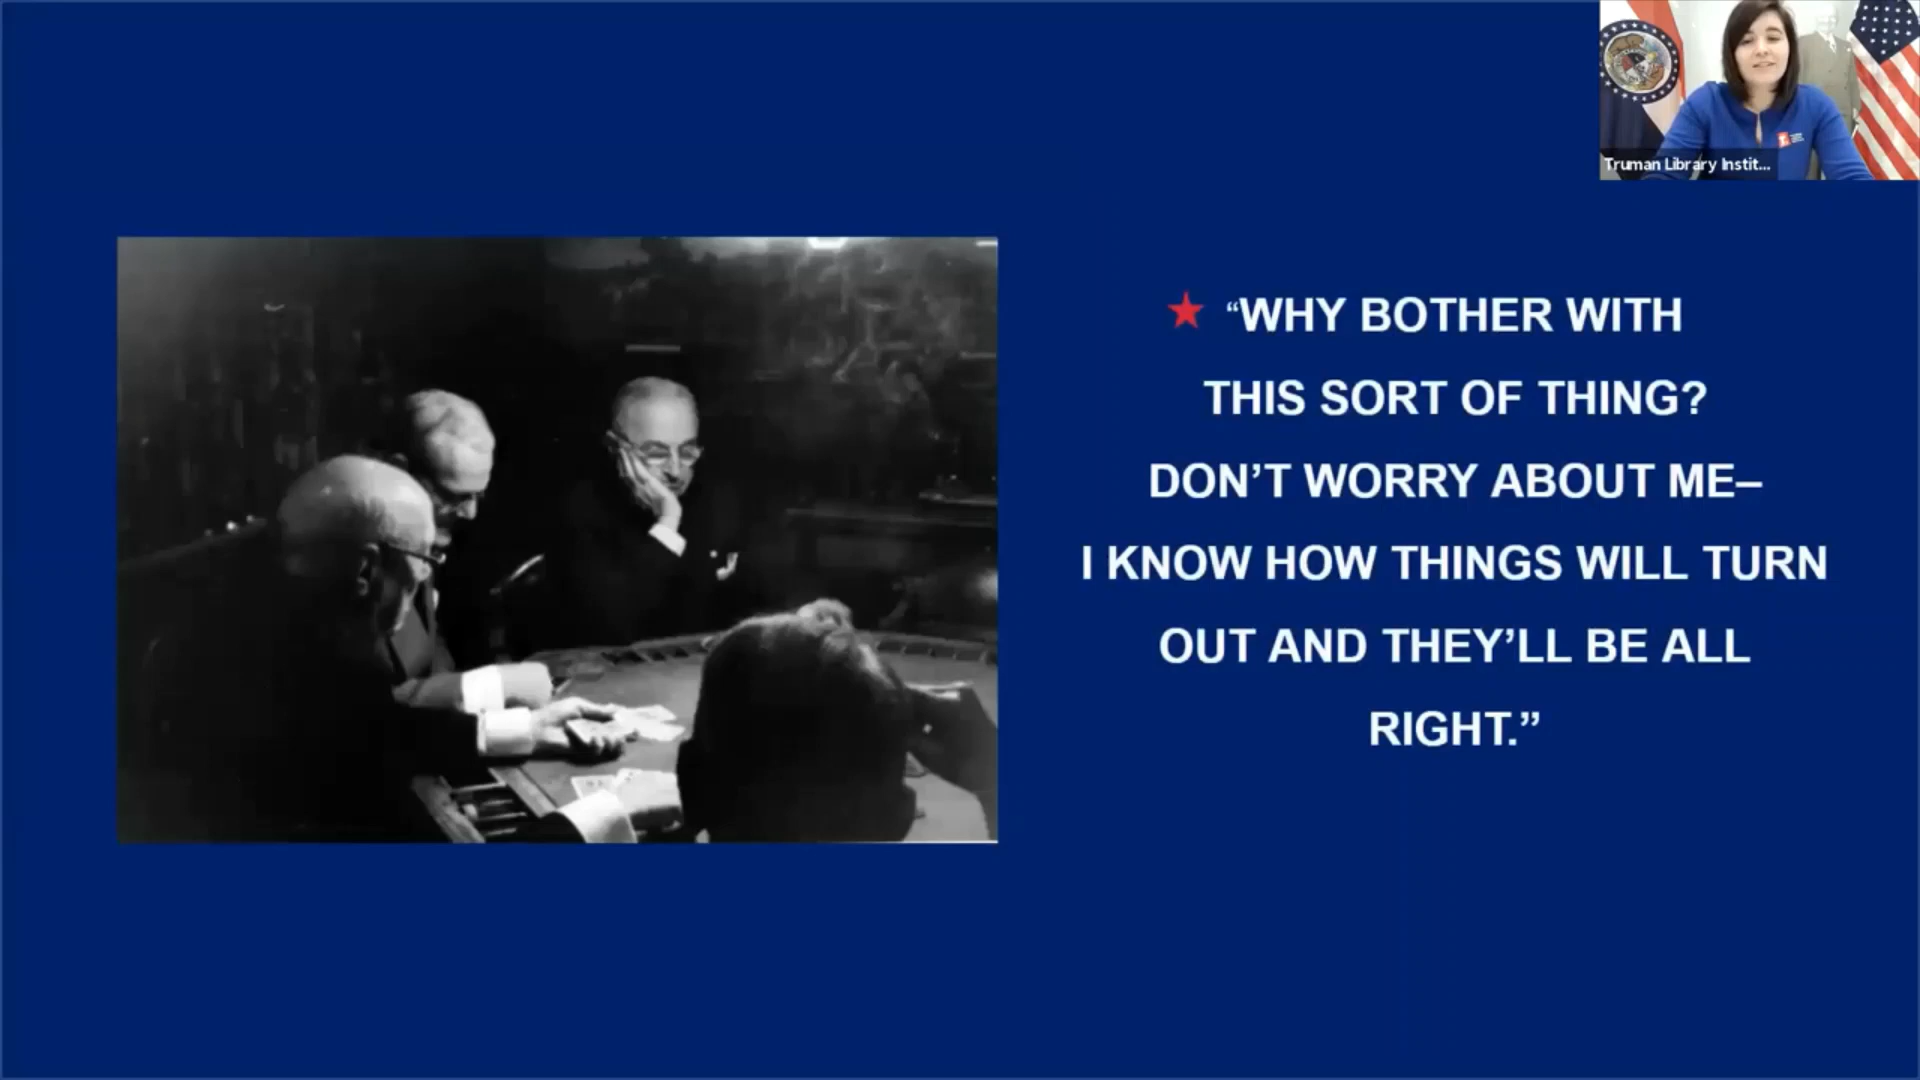 Truman Library Instit...
★ “WHY BOTHER WITH
THIS SORT OF THING?
DON’T WORRY ABOUT ME–
I KNOW HOW THINGS WILL TURN
OUT AND THEY’LL BE ALL
RIGHT.”